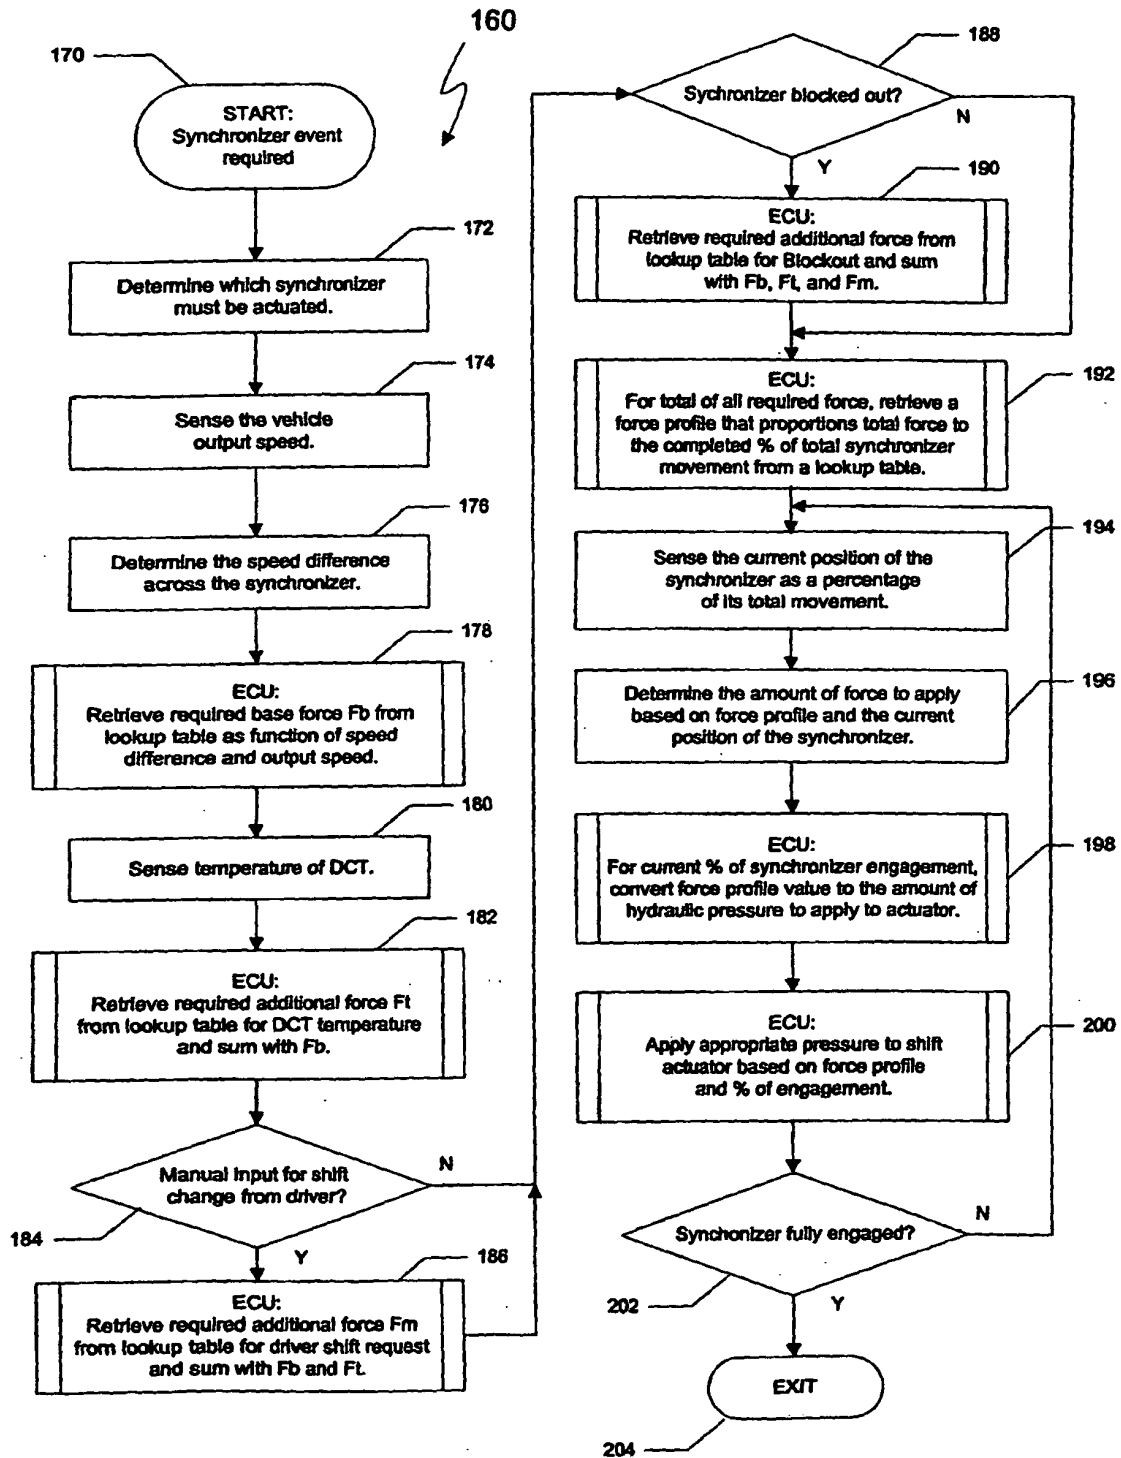 160
170
START:
Synchronizer event
required
172
Determine which synchronizer
must be actuated.
174
Sense the vehicle
output speed.
176
Determine the speed difference
across the synchronizer.
178
ECU:
Retrieve required base force Fb from
lookup table as function of speed
difference and output speed.
180
Sense temperature of DCT.
182
ECU:
Retrieve required additional force Ft
from lookup table for DCT temperature
and sum with Fb.
Manual input for shift
change from driver?
N
184
Y
186
ECU:
Retrieve required additional force Fm
from lookup table for driver shift request
and sum with Fb and Ft.
188
Sychronizer blocked out?
N
Y
190
ECU:
Retrieve required additional force from
lookup table for Blockout and sum
with Fb, Ft, and Fm.
192
ECU:
For total of all required force, retrieve a
force profile that proportions total force to
the completed % of total synchronizer
movement from a lookup table.
194
Sense the current position of the
synchronizer as a percentage
of its total movement.
196
Determine the amount of force to apply
based on force profile and the current
position of the synchronizer.
198
ECU:
For current % of synchronizer engagement,
convert force profile value to the amount of
hydraulic pressure to apply to actuator.
200
ECU:
Apply appropriate pressure to shift
actuator based on force profile
and % of engagement.
Synchonizer fully engaged?
N
202
Y
EXIT
204